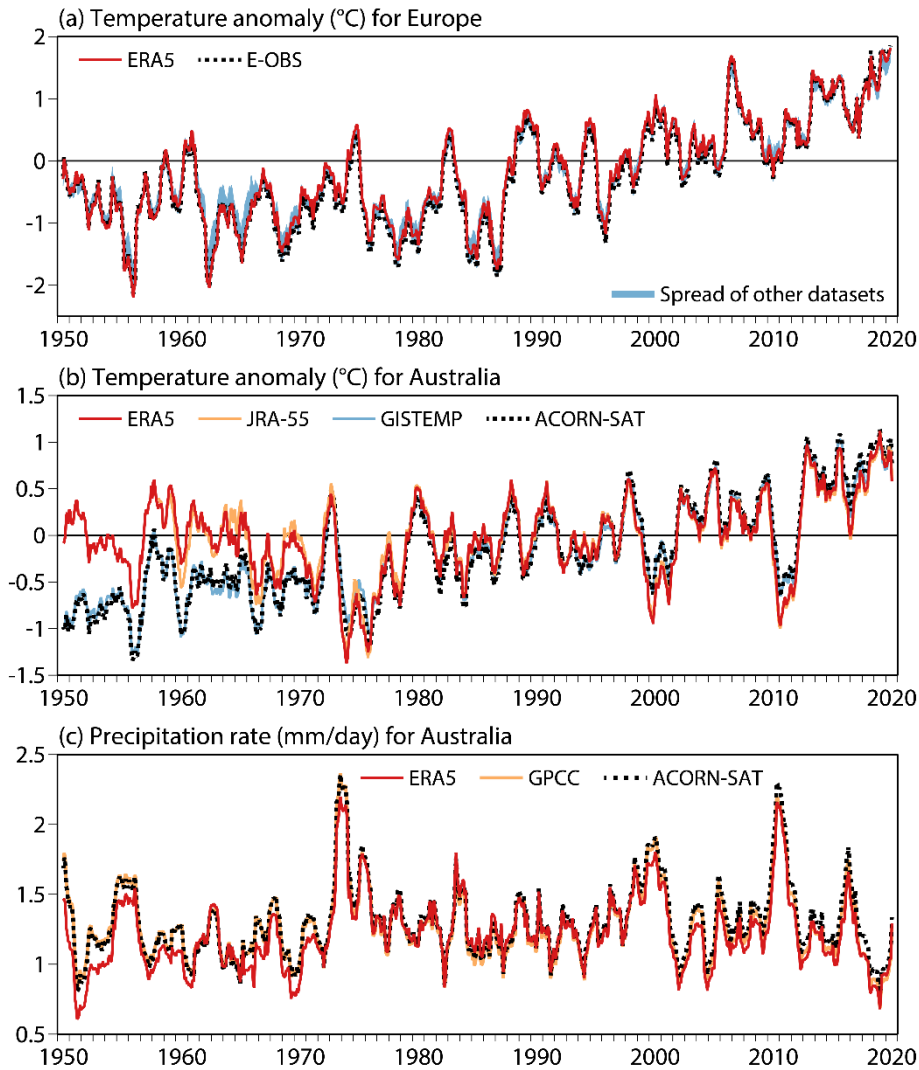 (a) Temperature anomaly (°C) for Europe
2
ERA5 E-OBS
1
0
-1
-2
Spread of other datasets
1950 1960 1970 1980 1990 2000 2010 2020
(b) Temperature anomaly (°C) for Australia
1.5
ERA5 JRA-55 GISTEMP ACORN-SAT
1
0.5
0
-0.5
-1
-1.5
1950 1960 1970 1980 1990 2000 2010 2020
(c) Precipitation rate (mm/day) for Australia
2.5
ERA5 GPCC ACORN-SAT
2
1.5
1
0.5
1950 1960 1970 1980 1990 2000 2010 2020